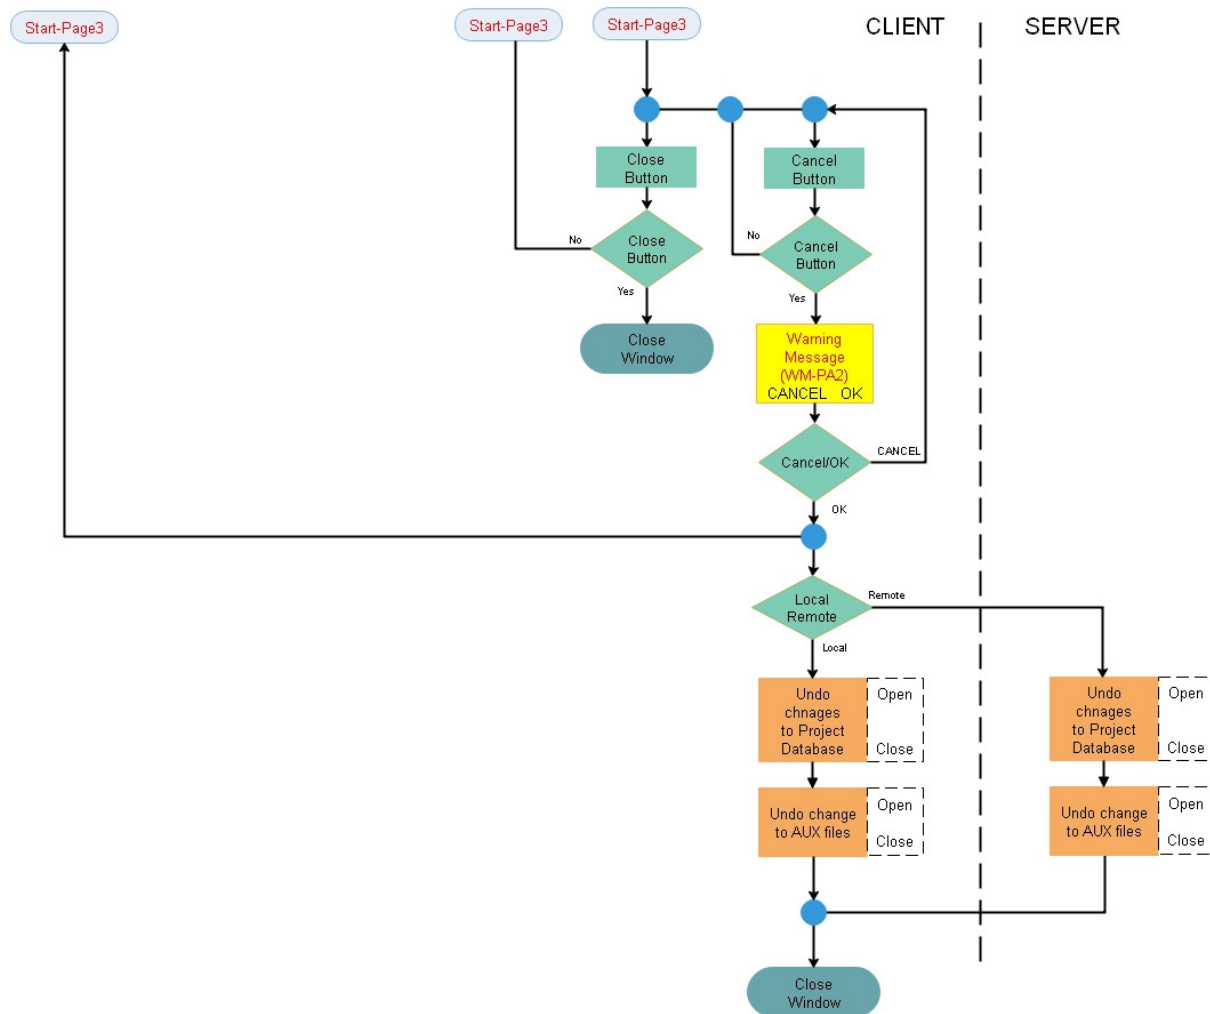 Start-Page3
Start-Page3
Start-Page3
CLIENT
SERVER
Close
Button
Cancel
Button
No
Close
Button
No
Cancel
Button
Yes
Yes
Close
Window
Warning
Message
(WM-PA2)
CANCEL OK
Cancel/OK
CANCEL
OK
Local
Remote
Remote
Local
Undo
chnages
to Project
Database
Open
Close
Undo
chnages
to Project
Database
Open
Close
Undo change
to AUX files
Open
Close
Undo change
to AUX files
Open
Close
Close
Window